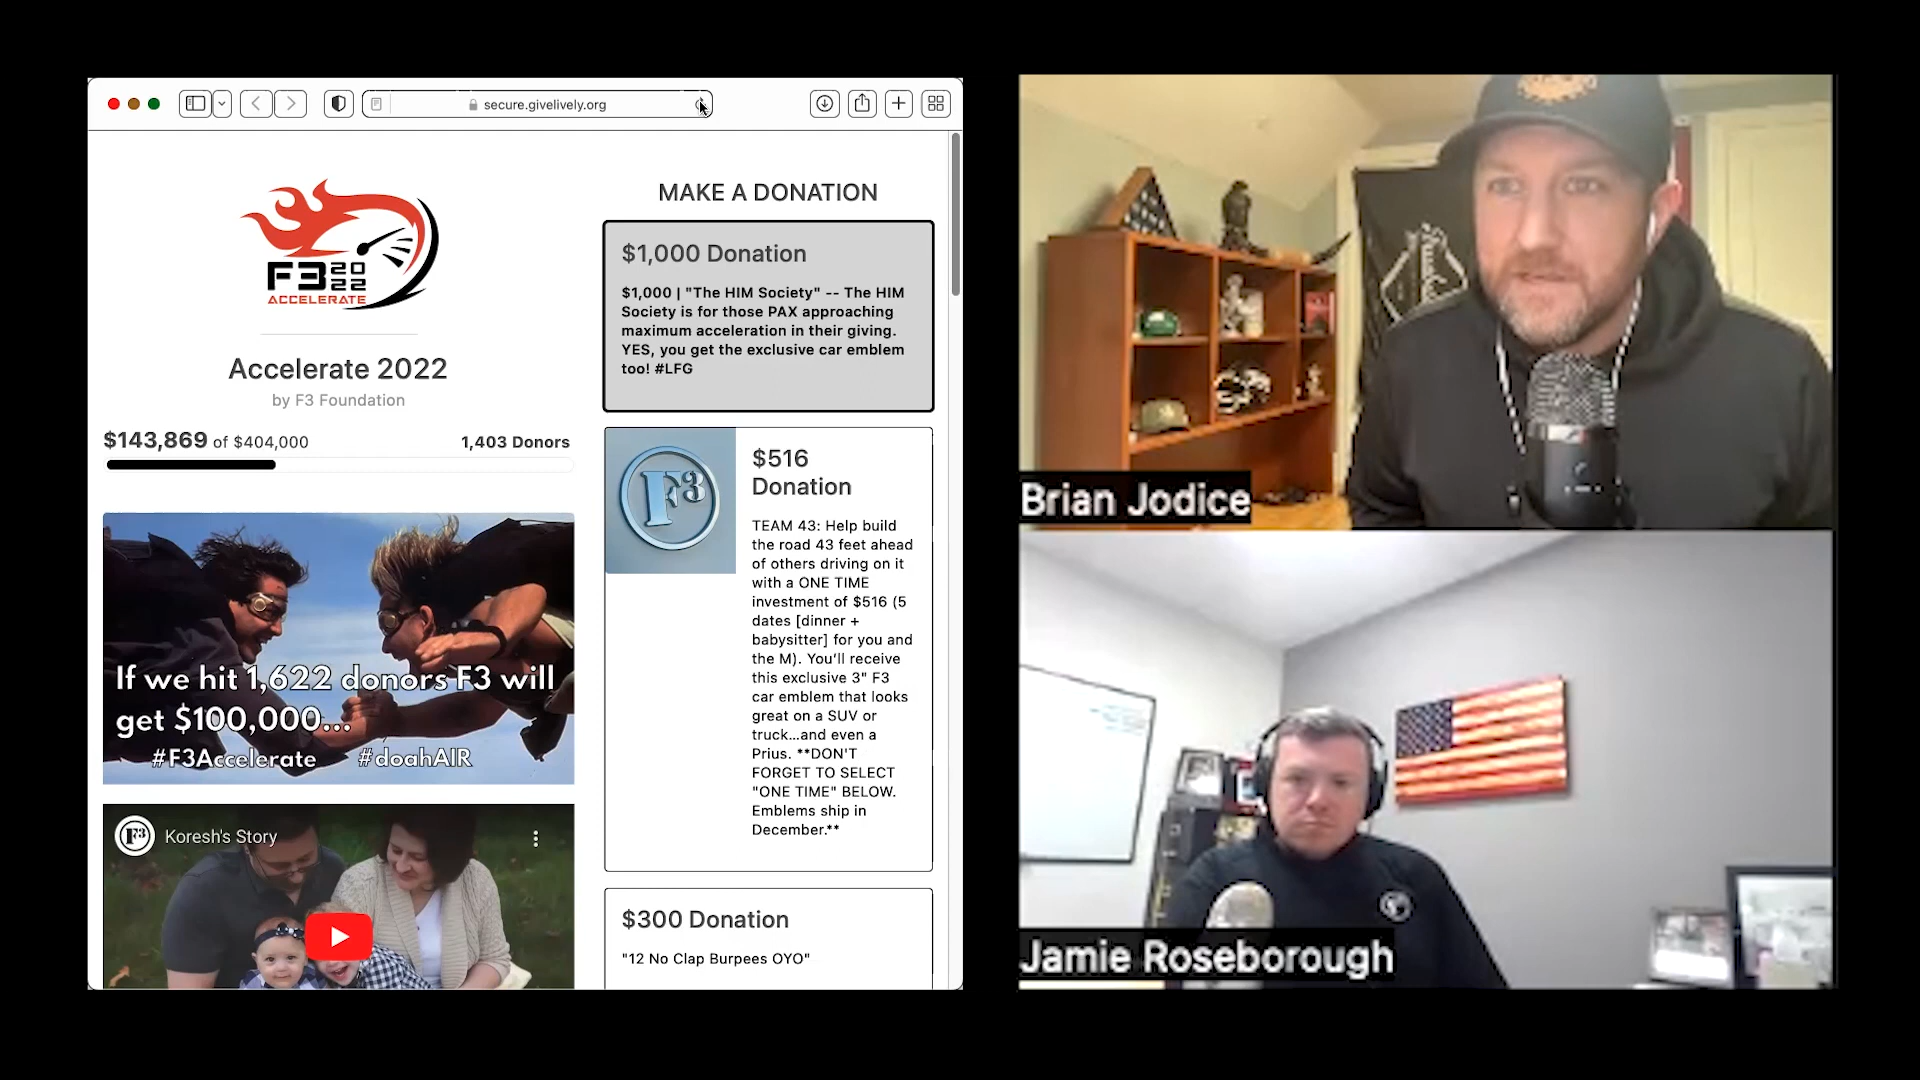 secure.givelively.org
F3 20
22
ACCELERATE
Accelerate 2022
by F3 Foundation
$143,869 of $404,000
1,403 Donors
If we hit 1,622 donors F3 will
get $100,000...
#F3Accelerate #doahAIR
F3
Koresh's Story
MAKE A DONATION
$1,000 Donation
$1,000 | "The HIM Society" -- The HIM
Society is for those PAX approaching
maximum acceleration in their giving.
YES, you get the exclusive car emblem
too! #LFG
F3
$516
Donation
TEAM 43: Help build
the road 43 feet ahead
of others driving on it
with a ONE TIME
investment of $516 (5
dates [dinner +
babysitter] for you and
the M). You'll receive
this exclusive 3" F3
car emblem that looks
great on a SUV or
truck...and even a
Prius. **DON'T
FORGET TO SELECT
"ONE TIME" BELOW.
Emblems ship in
December.**
$300 Donation
"12 No Clap Burpees OYO"
Brian Jodice
Jamie Roseborough